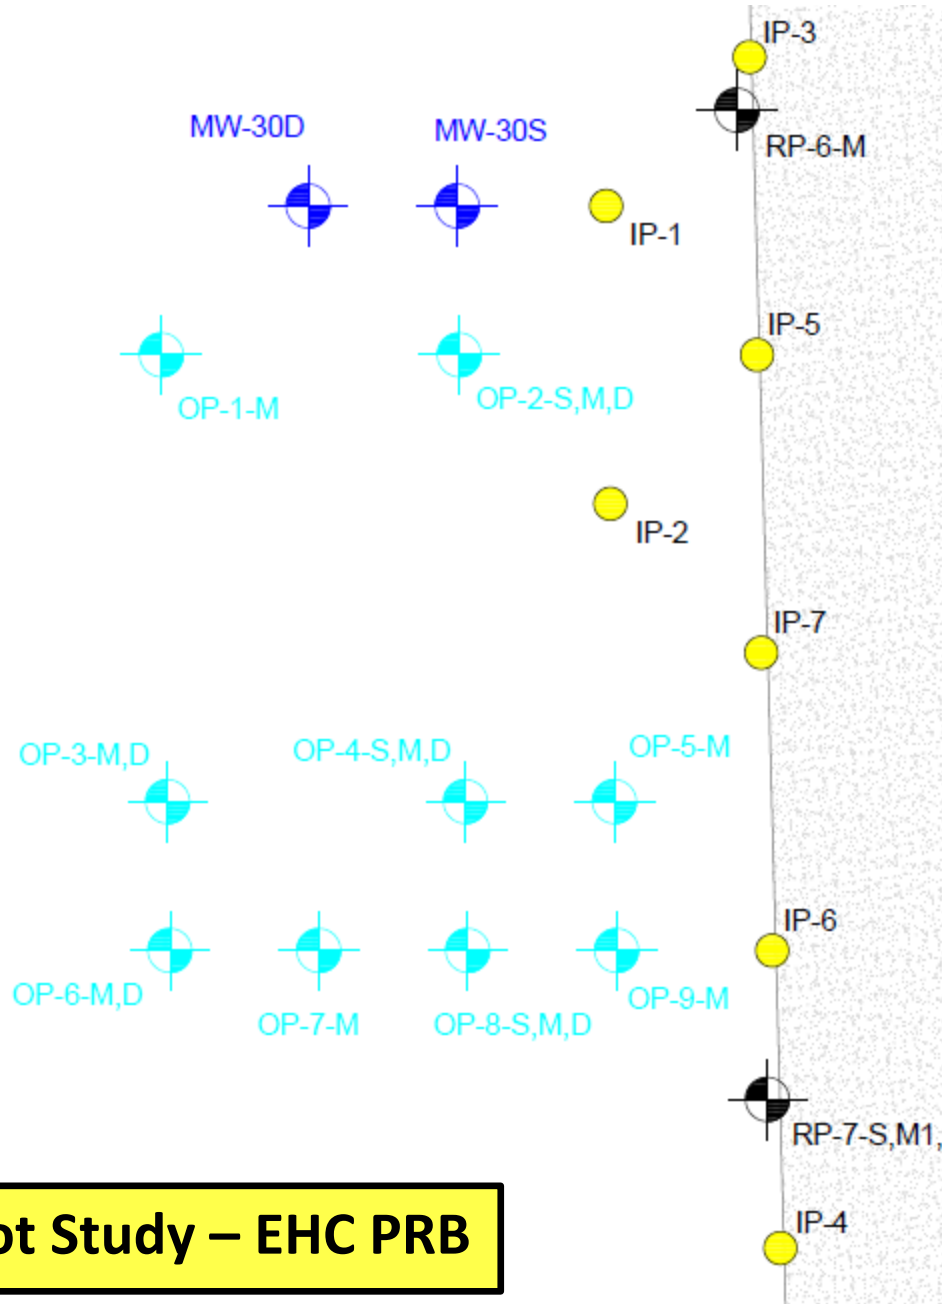 IP-3
MW-30D
MW-30S
RP-6-M
IP-1
IP-5
OP-1-M
OP-2-S,M,D
IP-2
IP-7
OP-3-M,D
OP-4-S,M,D
OP-5-M
IP-6
OP-6-M,D
OP-7-M
OP-8-S,M,D
OP-9-M
RP-7-S,M1,
IP-4
ot Study – EHC PRB